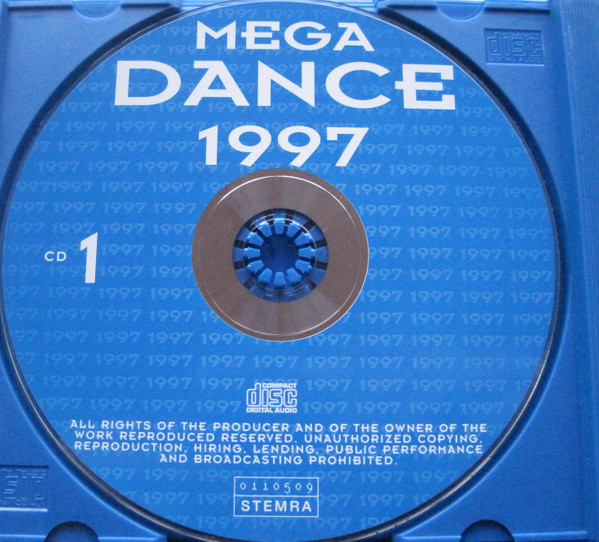 MEGA
DANCE
1997
CD 1
COMPACT
disc
DIGITAL AUDIO
ALL RIGHTS OF THE PRODUCER AND OF THE OWNER OF THE
WORK REPRODUCED RESERVED. UNAUTHORIZED COPYING,
REPRODUCTION, HIRING, LENDING, PUBLIC PERFORMANCE
AND BROADCASTING PROHIBITED.
0110509
STEMRA
disc